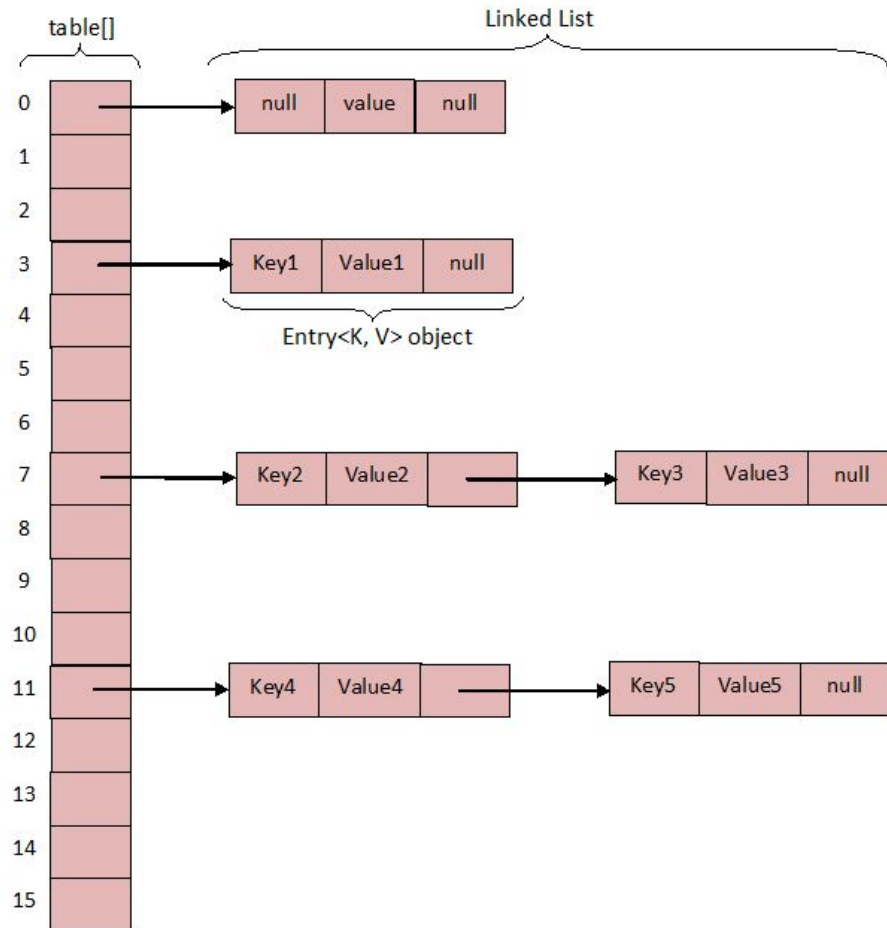 table[]
Linked List
0 null value null
1
2
3 Key1 Value1 null
4
Entry<K, V> object
5
6
7 Key2 Value2 Key3 Value3 null
8
9
10
11 Key4 Value4 Key5 Value5 null
12
13
14
15